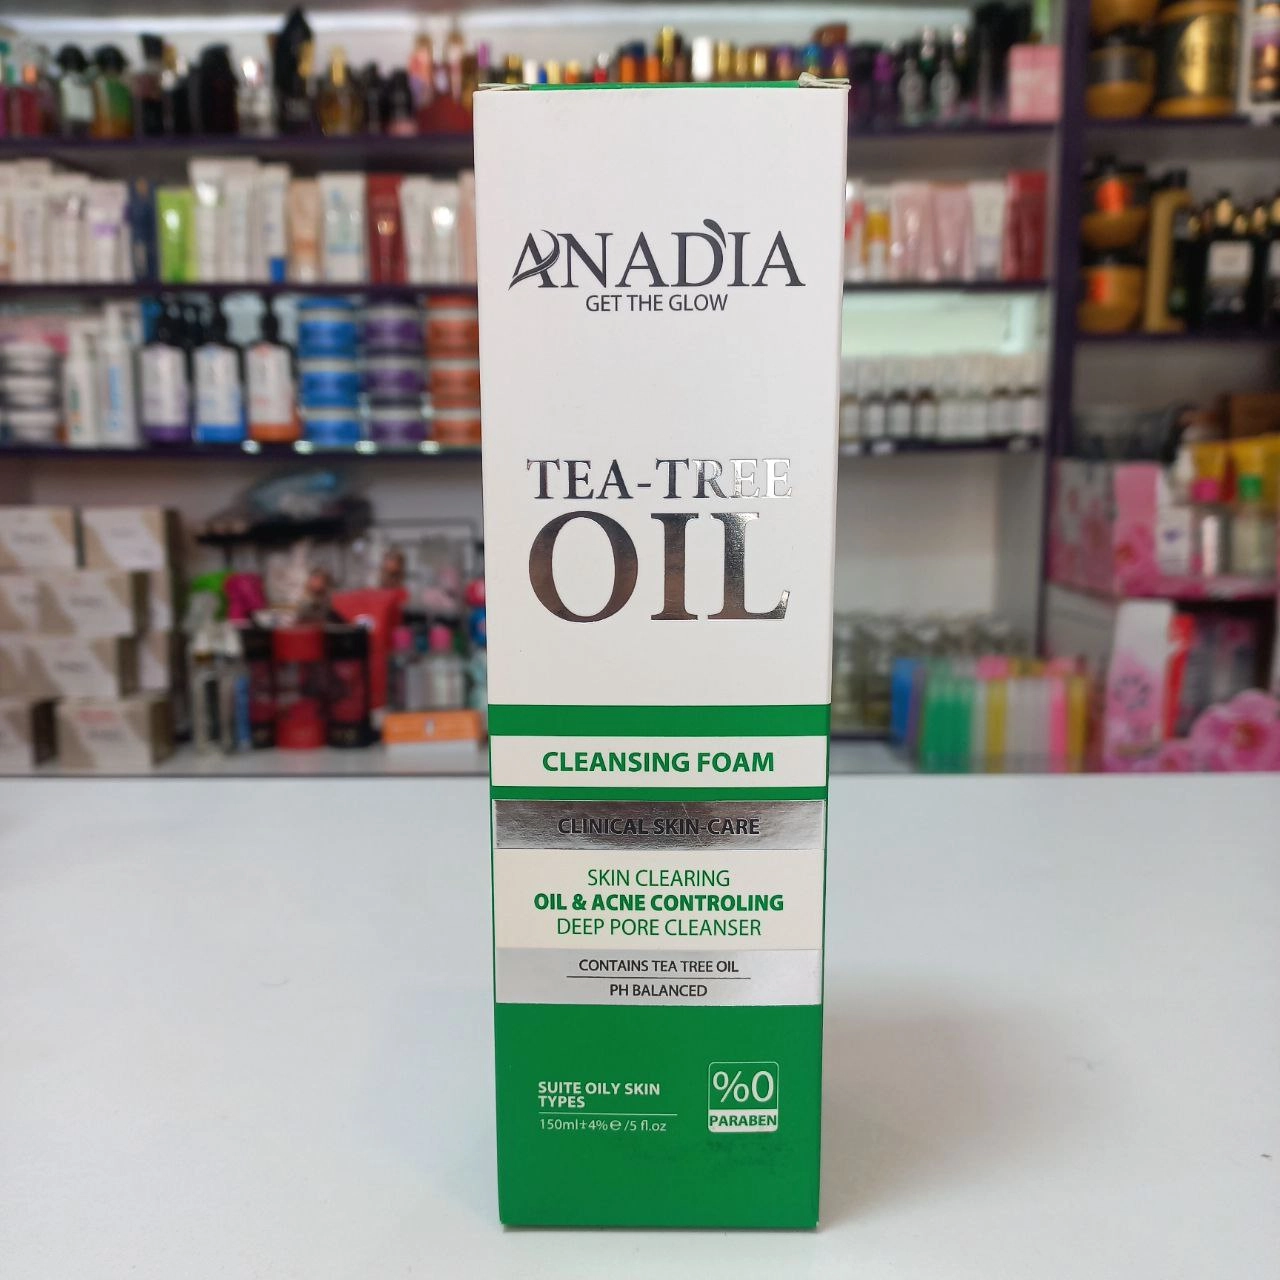 ANADIA
GET THE GLOW
TEA-TREE
OIL
CLEANSING FOAM
CLINICAL SKIN-CARE
SKIN CLEARING
OIL & ACNE CONTROLING
DEEP PORE CLEANSER
CONTAINS TEA TREE OIL
PH BALANCED
SUITE OILY SKIN
TYPES
150ml±4%℮/5 fl.oz
%0
PARABEN